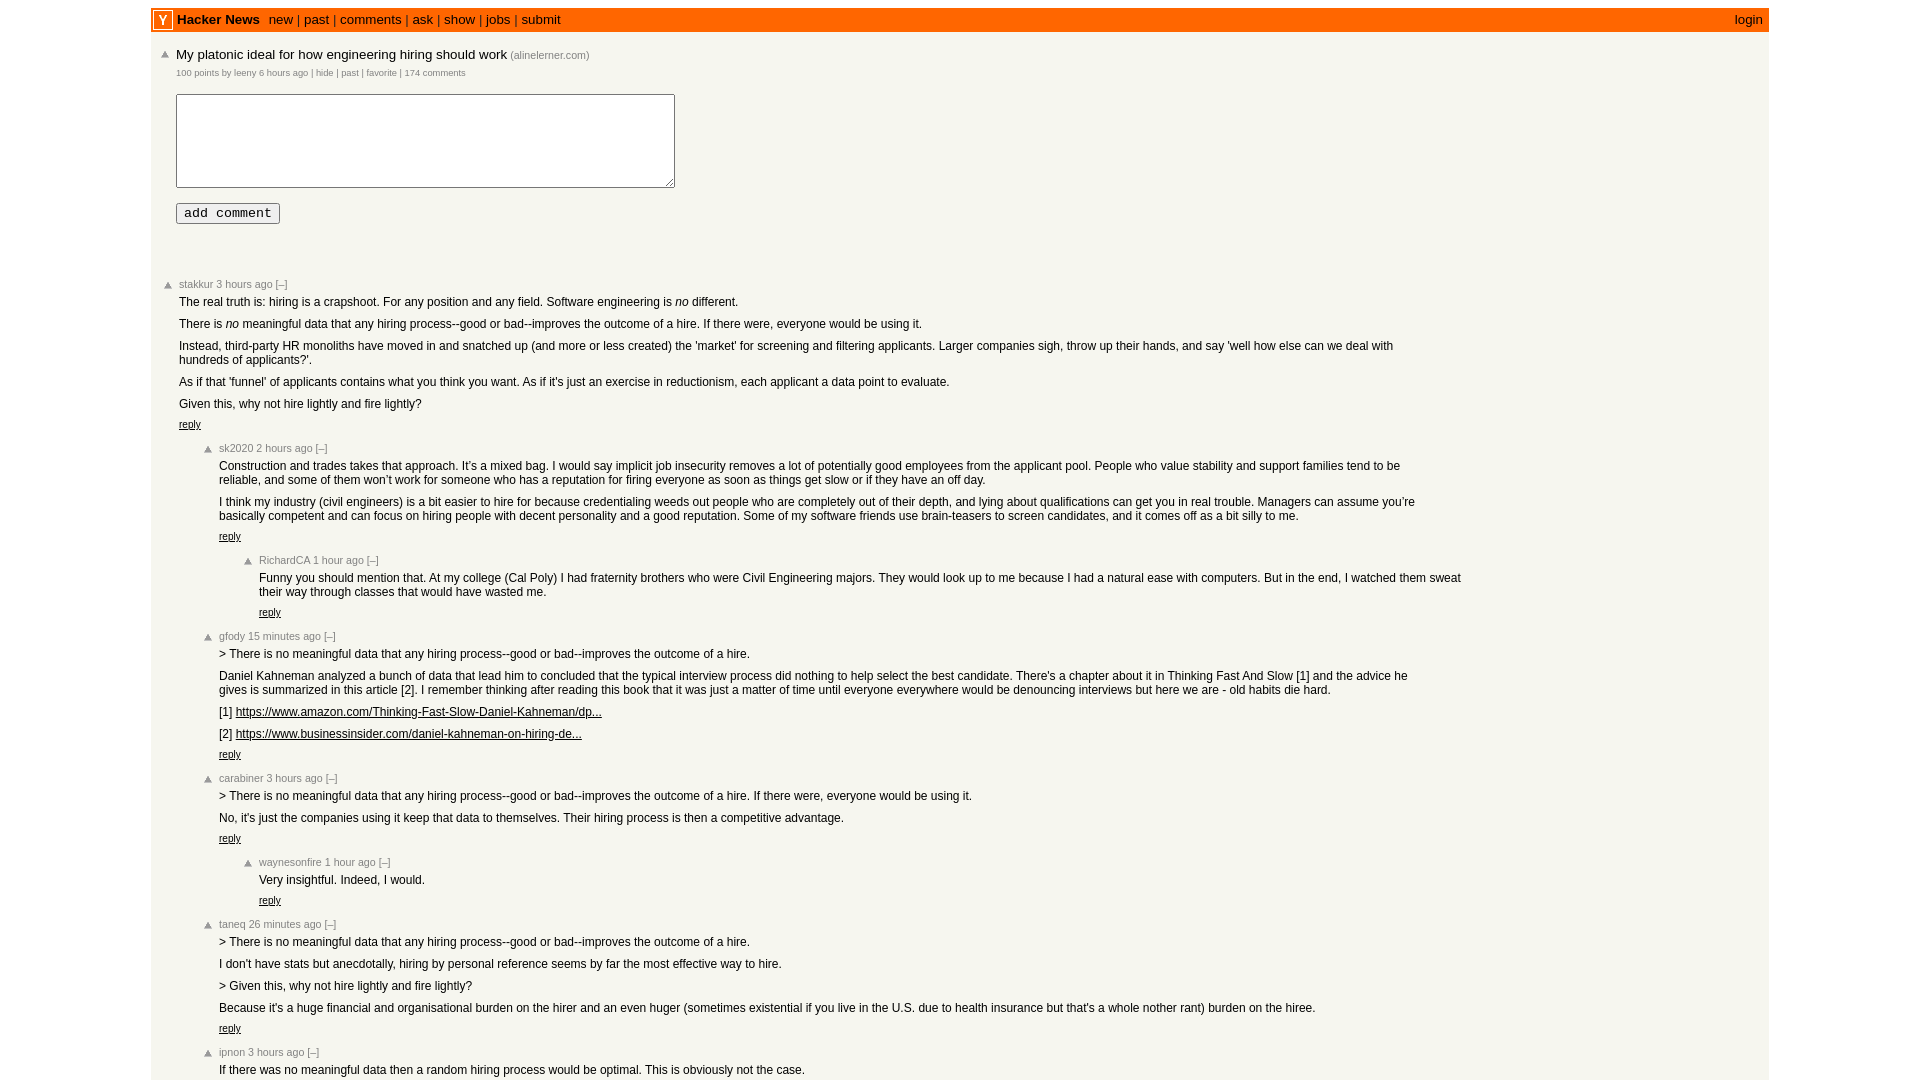 Y Hacker News new | past | comments | ask | show | jobs | submit login
My platonic ideal for how engineering hiring should work (alinelerner.com)
100 points by leeny 6 hours ago | hide | past | favorite | 174 comments
add comment
stakkur 3 hours ago [–]
The real truth is: hiring is a crapshoot. For any position and any field. Software engineering is no different.
There is no meaningful data that any hiring process--good or bad--improves the outcome of a hire. If there were, everyone would be using it.
Instead, third-party HR monoliths have moved in and snatched up (and more or less created) the 'market' for screening and filtering applicants. Larger companies sigh, throw up their hands, and say 'well how else can we deal with
hundreds of applicants?'.
As if that 'funnel' of applicants contains what you think you want. As if it's just an exercise in reductionism, each applicant a data point to evaluate.
Given this, why not hire lightly and fire lightly?
reply
sk2020 2 hours ago [–]
Construction and trades takes that approach. It’s a mixed bag. I would say implicit job insecurity removes a lot of potentially good employees from the applicant pool. People who value stability and support families tend to be
reliable, and some of them won’t work for someone who has a reputation for firing everyone as soon as things get slow or if they have an off day.
I think my industry (civil engineers) is a bit easier to hire for because credentialing weeds out people who are completely out of their depth, and lying about qualifications can get you in real trouble. Managers can assume you’re
basically competent and can focus on hiring people with decent personality and a good reputation. Some of my software friends use brain-teasers to screen candidates, and it comes off as a bit silly to me.
reply
RichardCA 1 hour ago [–]
Funny you should mention that. At my college (Cal Poly) I had fraternity brothers who were Civil Engineering majors. They would look up to me because I had a natural ease with computers. But in the end, I watched them sweat
their way through classes that would have wasted me.
reply
gfody 15 minutes ago [–]
> There is no meaningful data that any hiring process--good or bad--improves the outcome of a hire.
Daniel Kahneman analyzed a bunch of data that lead him to concluded that the typical interview process did nothing to help select the best candidate. There's a chapter about it in Thinking Fast And Slow [1] and the advice he
gives is summarized in this article [2]. I remember thinking after reading this book that it was just a matter of time until everyone everywhere would be denouncing interviews but here we are - old habits die hard.
[1] https://www.amazon.com/Thinking-Fast-Slow-Daniel-Kahneman/dp...
[2] https://www.businessinsider.com/daniel-kahneman-on-hiring-de...
reply
carabiner 3 hours ago [–]
> There is no meaningful data that any hiring process--good or bad--improves the outcome of a hire. If there were, everyone would be using it.
No, it's just the companies using it keep that data to themselves. Their hiring process is then a competitive advantage.
reply
waynesonfire 1 hour ago [–]
Very insightful. Indeed, I would.
reply
taneq 26 minutes ago [–]
> There is no meaningful data that any hiring process--good or bad--improves the outcome of a hire.
I don't have stats but anecdotally, hiring by personal reference seems by far the most effective way to hire.
> Given this, why not hire lightly and fire lightly?
Because it's a huge financial and organisational burden on the hirer and an even huger (sometimes existential if you live in the U.S. due to health insurance but that's a whole nother rant) burden on the hiree.
reply
ipnon 3 hours ago [–]
If there was no meaningful data then a random hiring process would be optimal. This is obviously not the case.